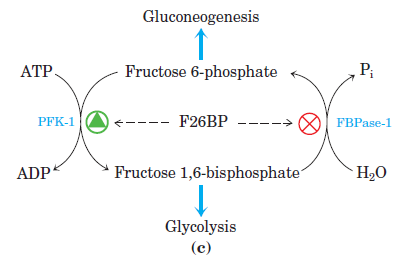 Gluconeogenesis
ATP Fructose 6-phosphate Pi
PFK-1 F26BP FBPase-1
ADP Fructose 1,6-bisphosphate H₂O
Glycolysis
(c)